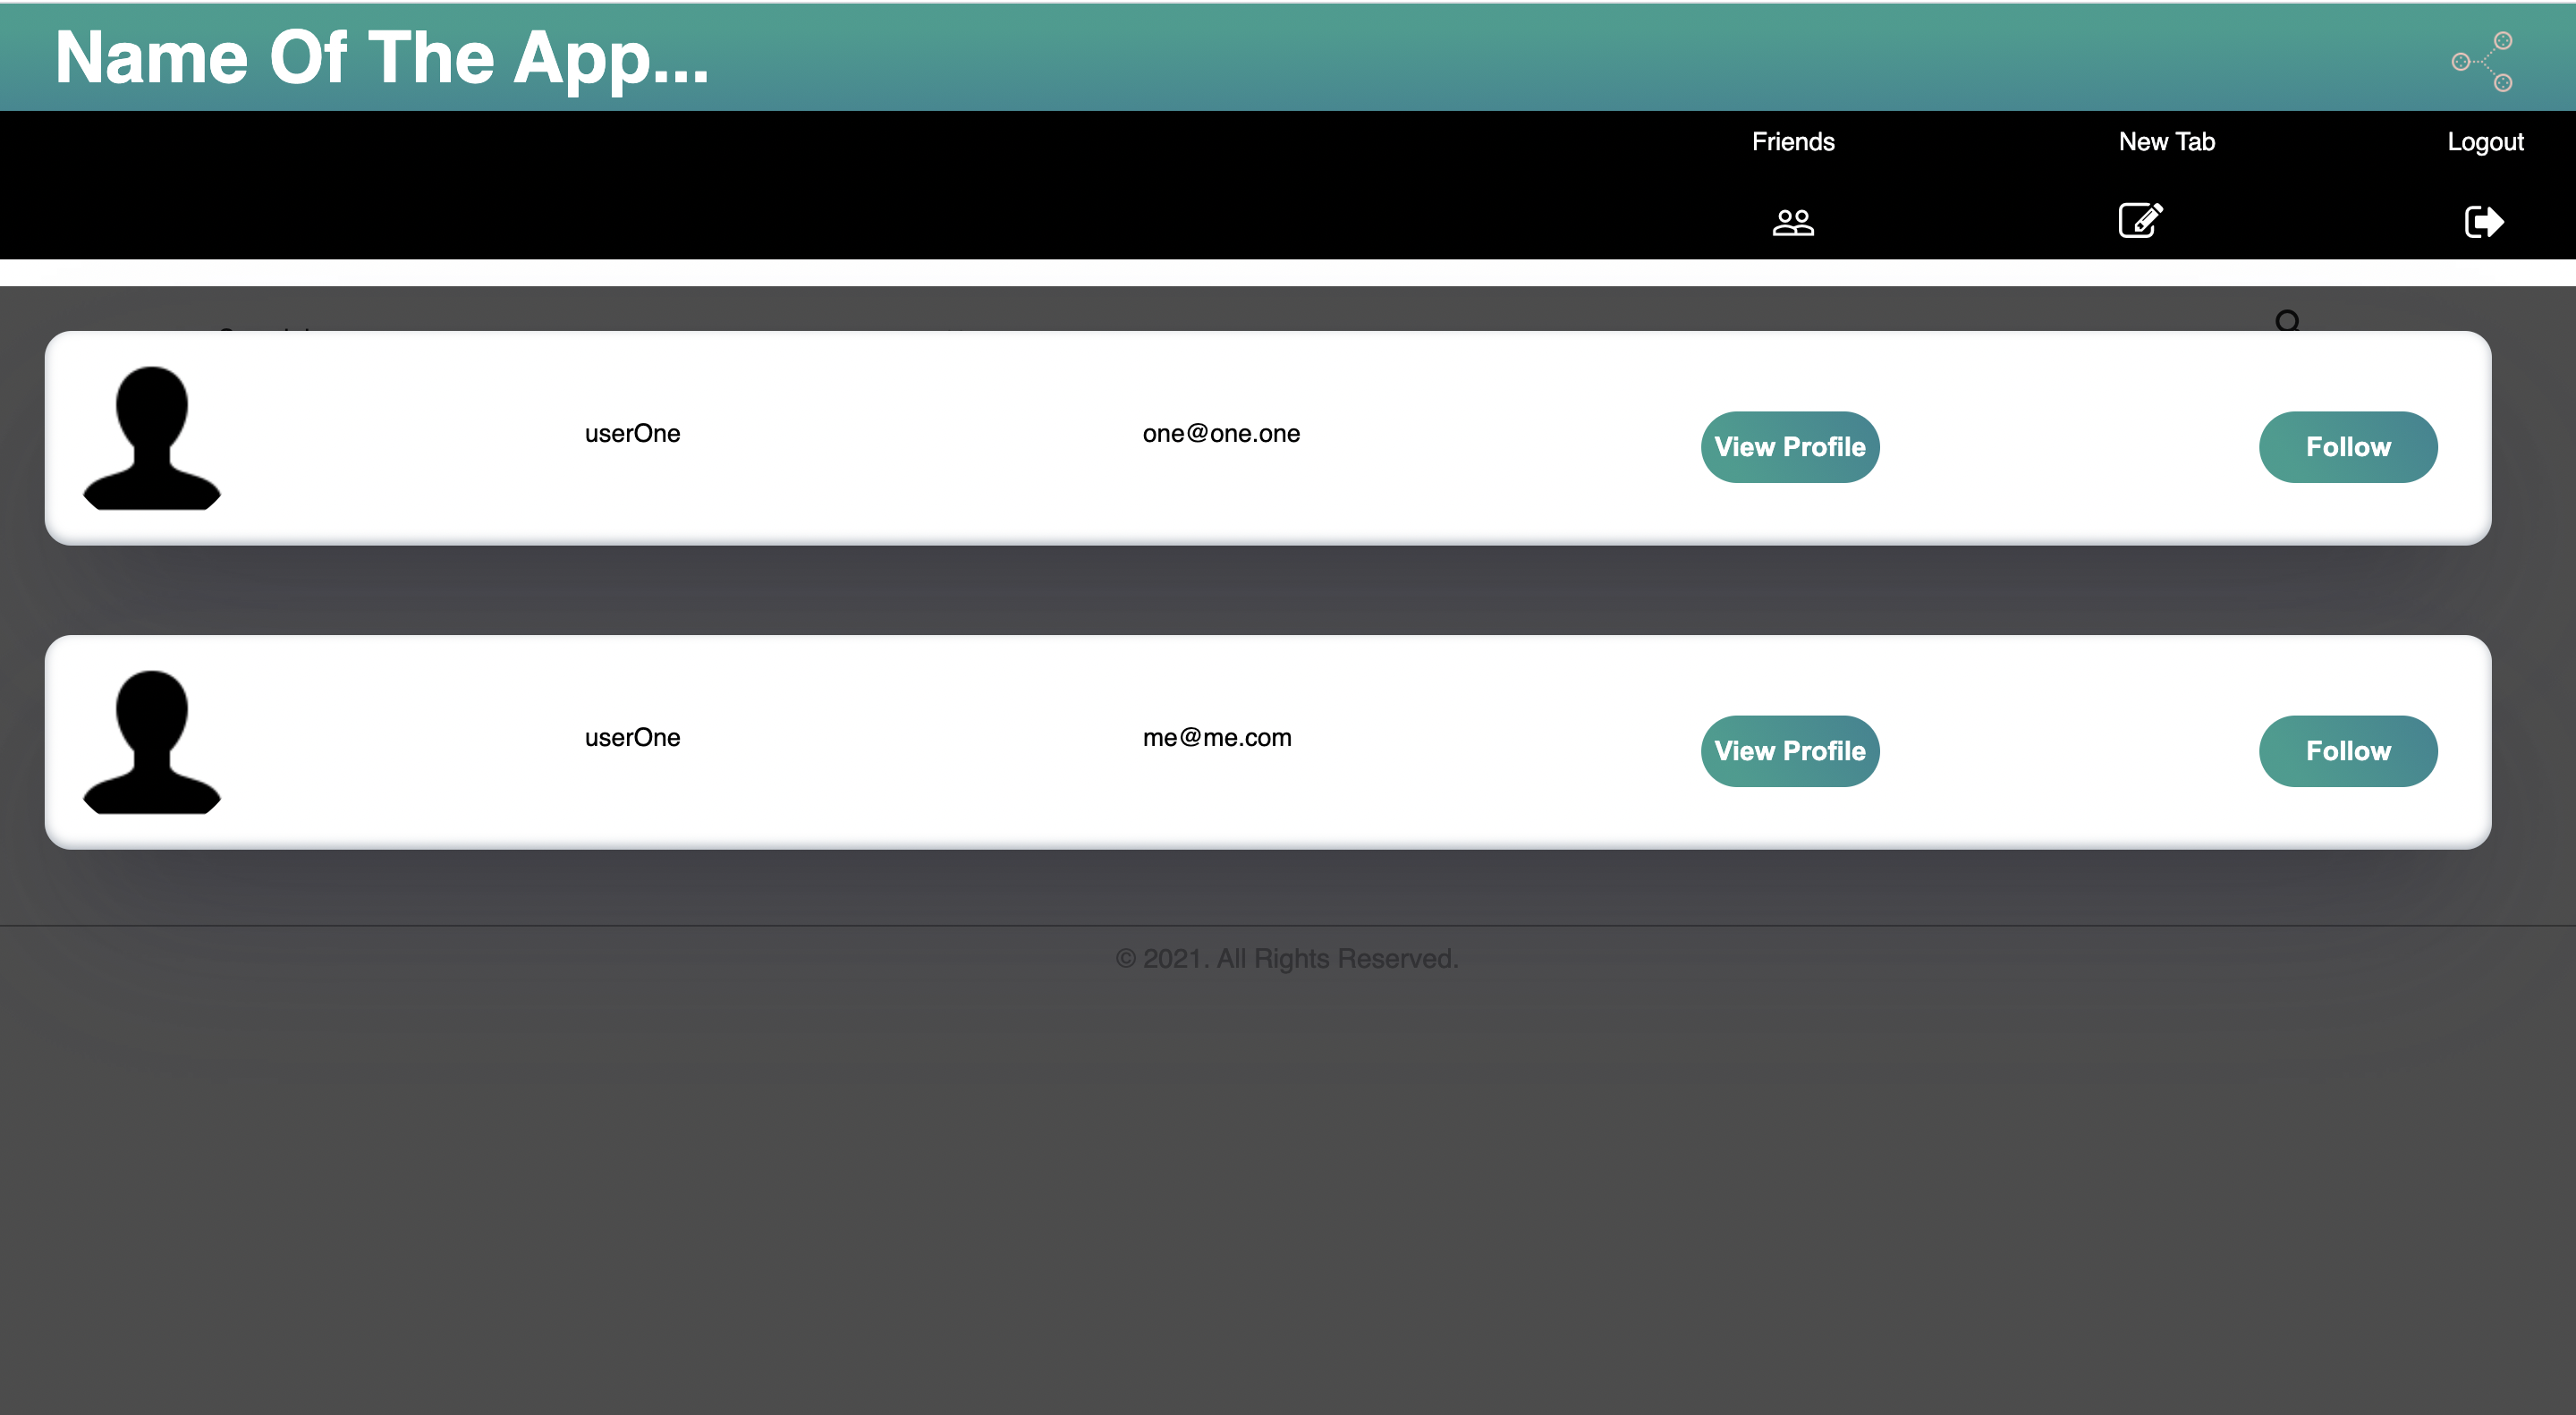 Name Of The App...
Friends
New Tab
Logout
userOne
one@one.one
View Profile
Follow
userOne
me@me.com
View Profile
Follow
© 2021. All Rights Reserved.